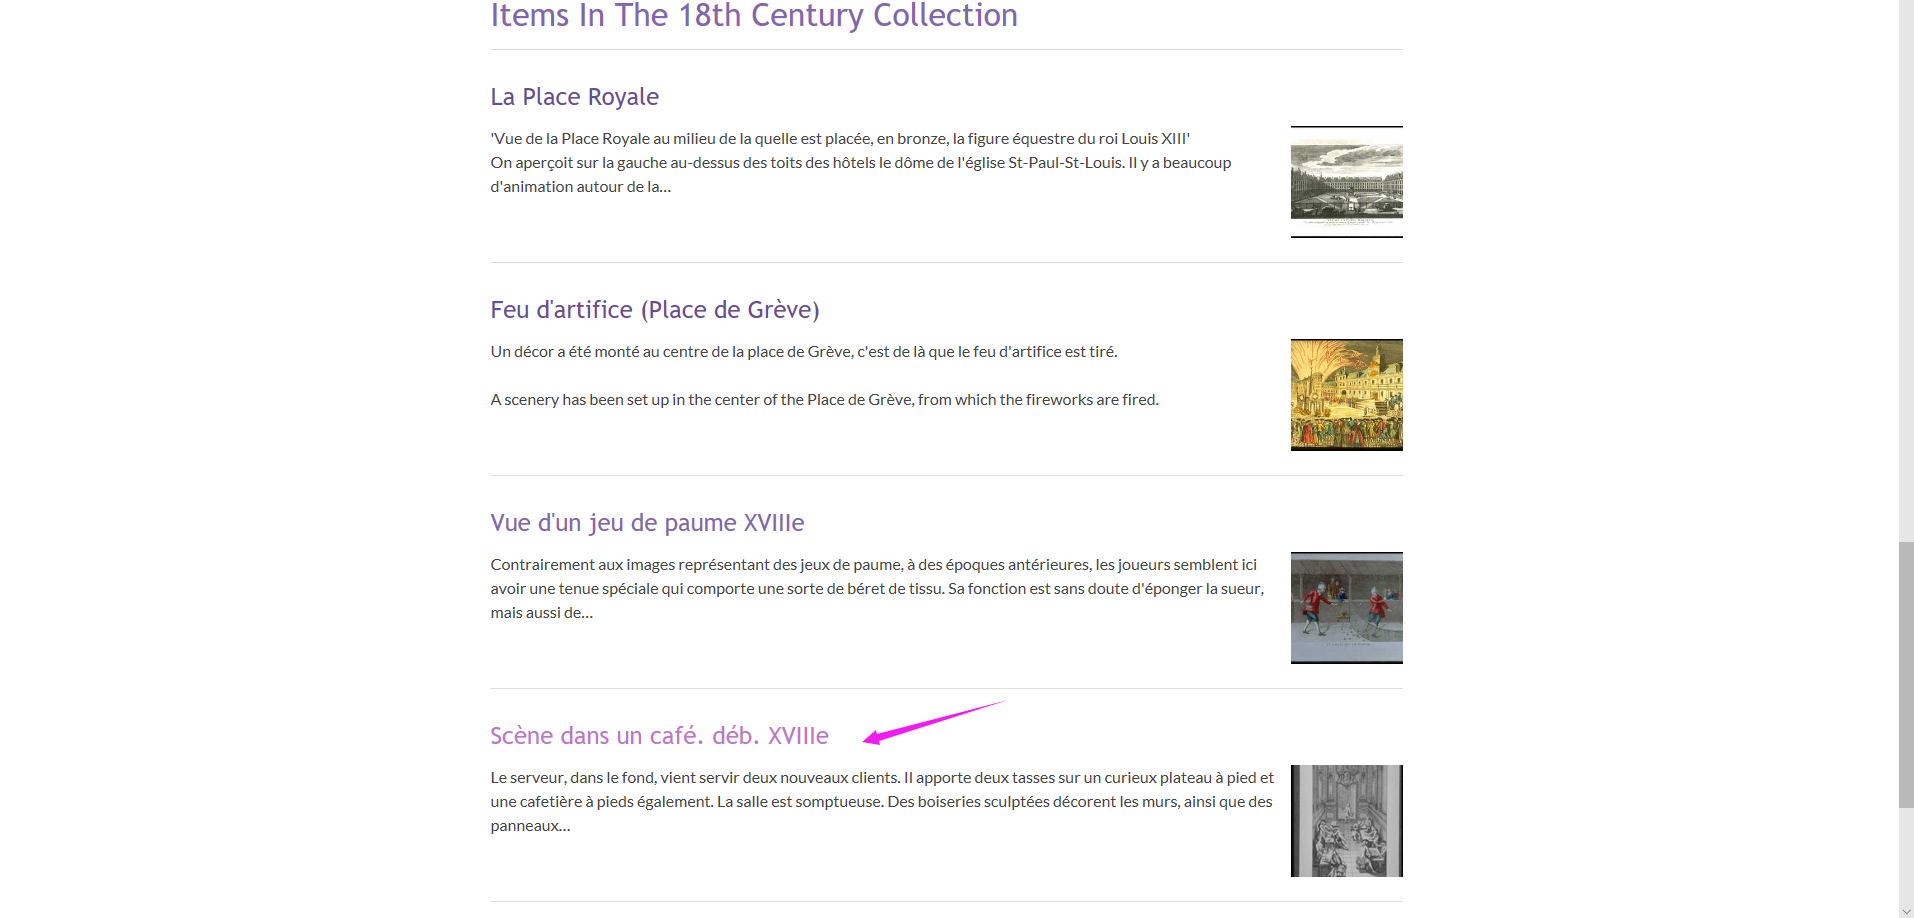 Items In The 18th Century Collection
La Place Royale
'Vue de la Place Royale au milieu de la quelle est placée, en bronze, la figure équestre du roi Louis XIII'
On aperçoit sur la gauche au-dessus des toits des hôtels le dôme de l'église St-Paul-St-Louis. Il y a beaucoup
d'animation autour de la…
Feu d'artifice (Place de Grève)
Un décor a été monté au centre de la place de Grève, c'est de là que le feu d'artifice est tiré.
A scenery has been set up in the center of the Place de Grève, from which the fireworks are fired.
Vue d'un jeu de paume XVIIIe
Contrairement aux images représentant des jeux de paume, à des époques antérieures, les joueurs semblent ici
avoir une tenue spéciale qui comporte une sorte de béret de tissu. Sa fonction est sans doute d'éponger la sueur,
mais aussi de…
Scène dans un café. déb. XVIIIe
Le serveur, dans le fond, vient servir deux nouveaux clients. Il apporte deux tasses sur un curieux plateau à pied et
une cafetière à pieds également. La salle est somptueuse. Des boiseries sculptées décorent les murs, ainsi que des
panneaux…